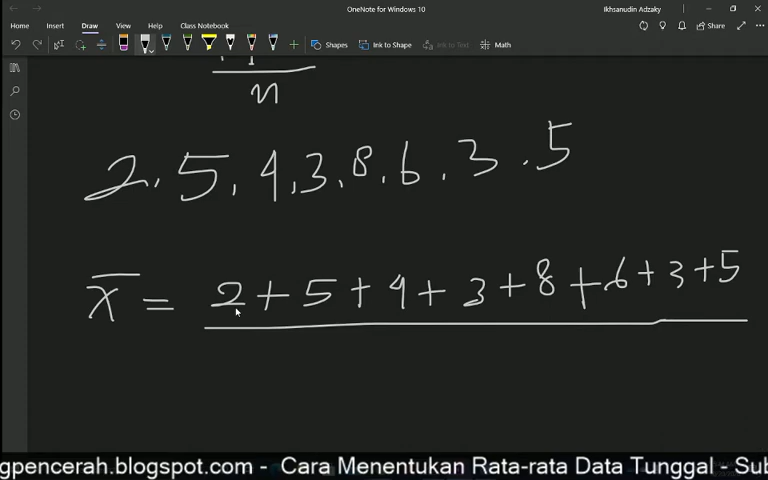 OneNote for Windows 10
Ikhsanudin Adzaky
Home Insert Draw View Help Class Notebook
Share
Shapes Ink to Shape Ink to Text Math
n
2, 5, 4, 3, 8, 6, 3, 5
x̄ = 2 + 5 + 4 + 3 + 8 + 6 + 3 + 5
gpencerah.blogspot.com - Cara Menentukan Rata-rata Data Tunggal - Sub